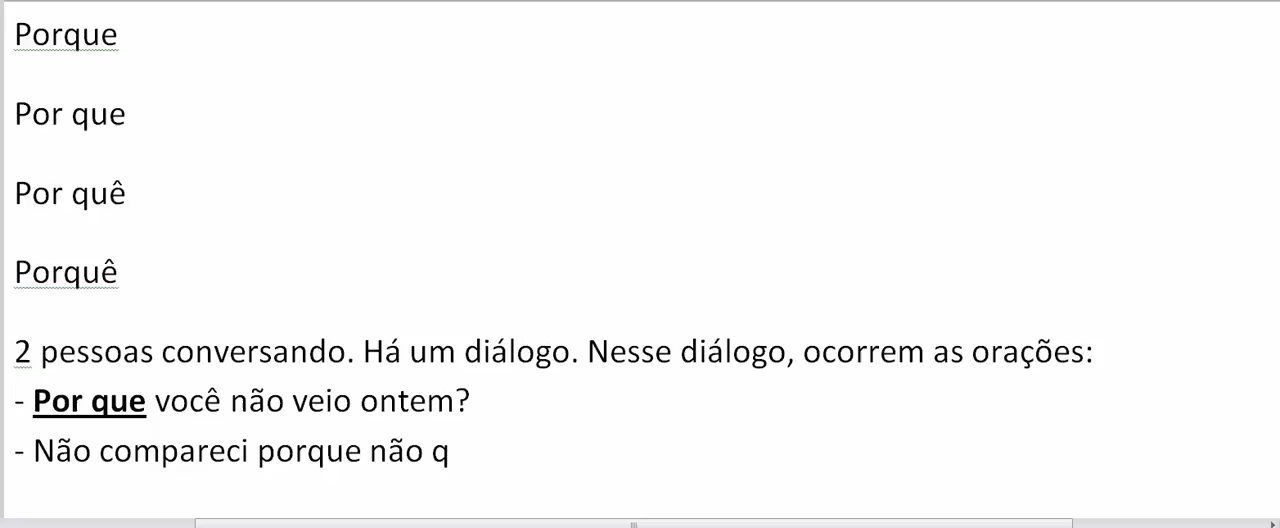 Porque
Por que
Por quê
Porquê
2 pessoas conversando. Há um diálogo. Nesse diálogo, ocorrem as orações:
- Por que você não veio ontem?
- Não compareci porque não q